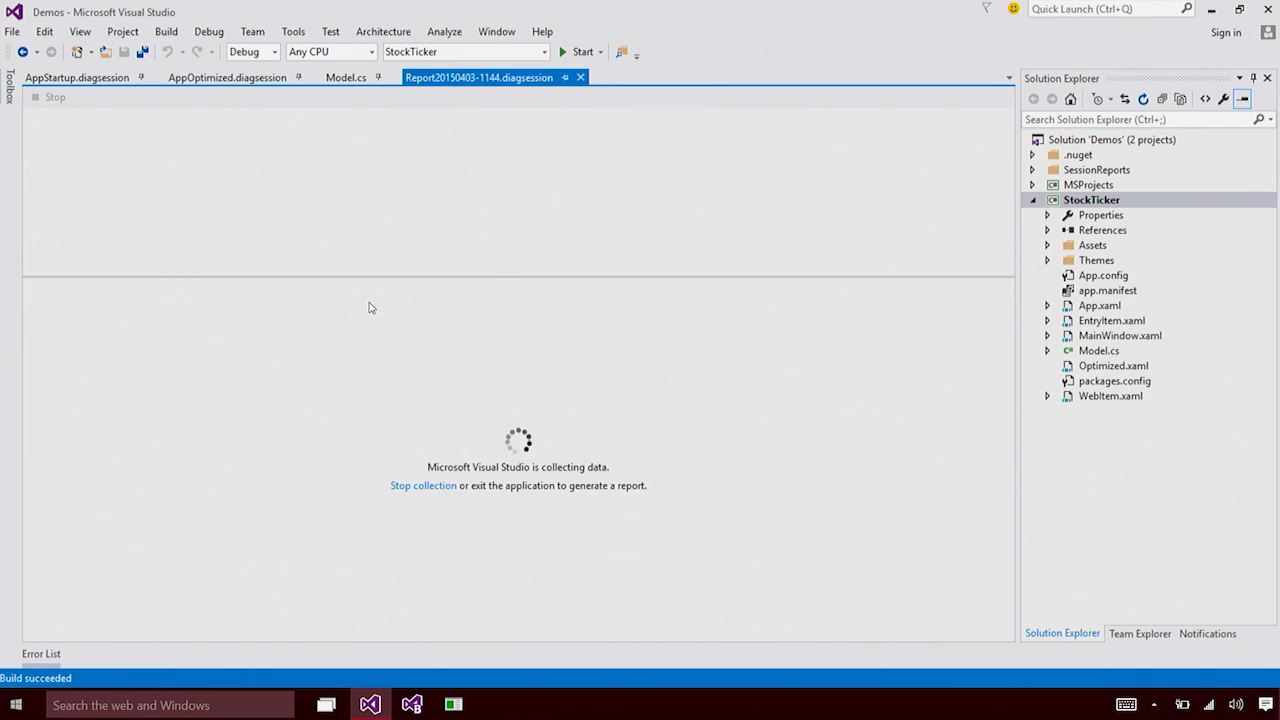 Demos - Microsoft Visual Studio
Quick Launch (Ctrl+Q)
File Edit View Project Build Debug Team Tools Test Architecture Analyze Window Help
Sign in
Debug Any CPU StockTicker Start
AppStartup.diagsession AppOptimized.diagsession Model.cs Report20150403-1144.diagsession
Toolbox
Stop
Microsoft Visual Studio is collecting data.
Stop collection or exit the application to generate a report.
Solution Explorer
Search Solution Explorer (Ctrl+;)
Solution 'Demos' (2 projects)
.nuget
SessionReports
C# MSProjects
C# StockTicker
Properties
References
Assets
Themes
App.config
app.manifest
App.xaml
EntryItem.xaml
MainWindow.xaml
C# Model.cs
Optimized.xaml
packages.config
WebItem.xaml
Solution Explorer Team Explorer Notifications
Error List
Build succeeded
Search the web and Windows